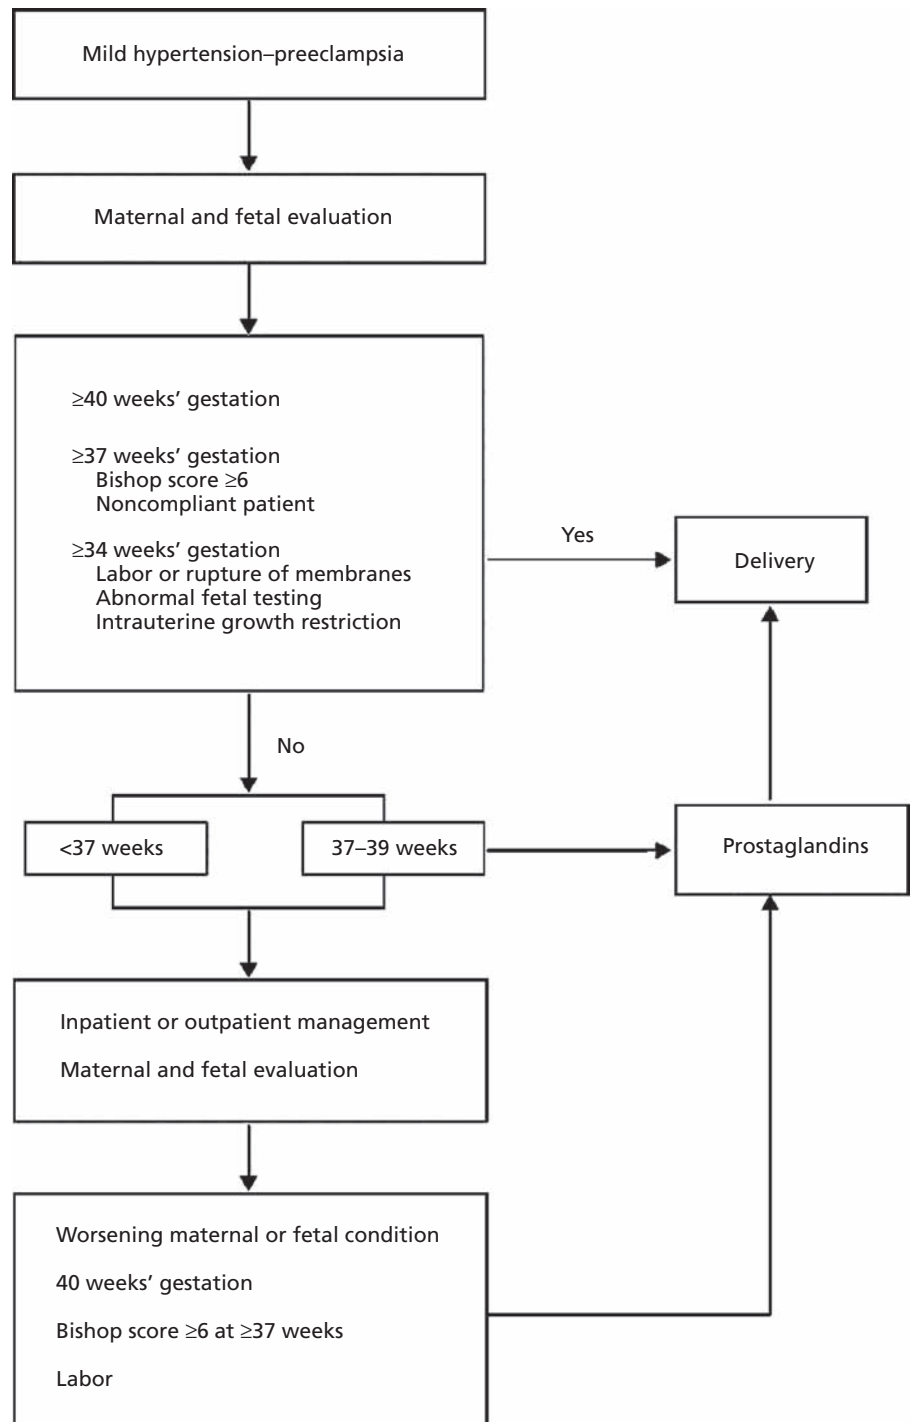 Mild hypertension–preeclampsia
Maternal and fetal evaluation
≥40 weeks’ gestation
≥37 weeks’ gestation
Bishop score ≥6
Noncompliant patient
≥34 weeks’ gestation
Labor or rupture of membranes
Abnormal fetal testing
Intrauterine growth restriction
Yes
Delivery
No
<37 weeks
37–39 weeks
Prostaglandins
Inpatient or outpatient management
Maternal and fetal evaluation
Worsening maternal or fetal condition
40 weeks’ gestation
Bishop score ≥6 at ≥37 weeks
Labor